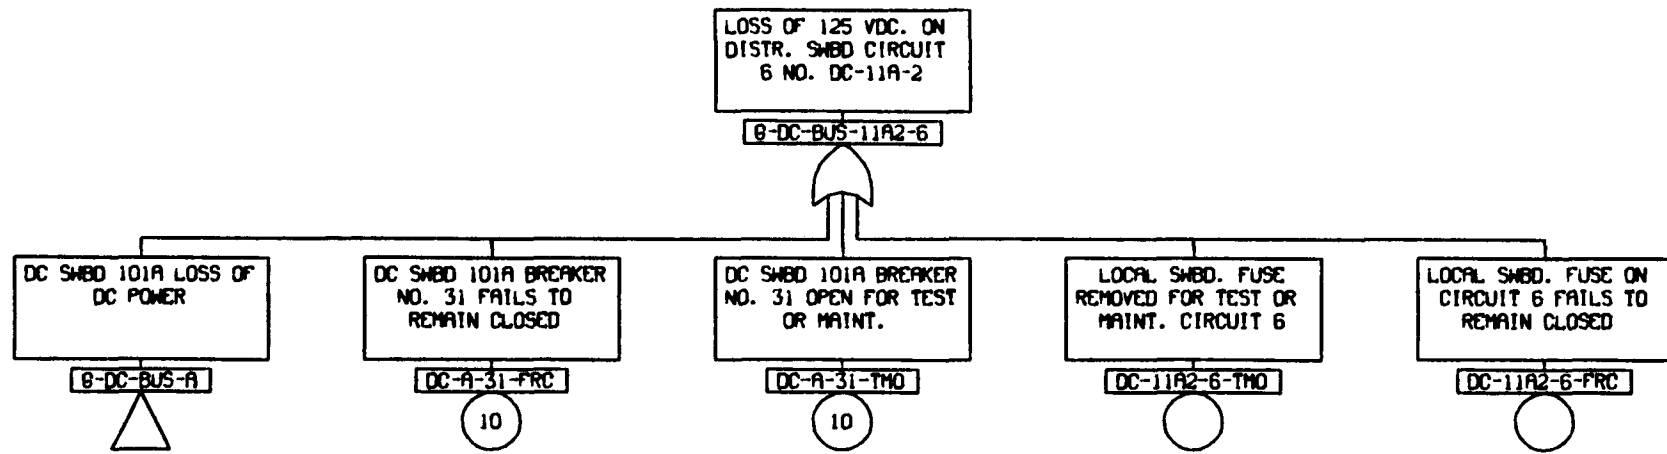 LOSS OF 125 VDC. ON
DISTR. SWBD CIRCUIT
6 NO. DC-11A-2
G-DC-BUS-11A2-6
DC SWBD 101A LOSS OF
DC POWER
G-DC-BUS-A
DC SWBD 101A BREAKER
NO. 31 FAILS TO
REMAIN CLOSED
DC-A-31-FRC
10
DC SWBD 101A BREAKER
NO. 31 OPEN FOR TEST
OR MAINT.
DC-A-31-TMO
10
LOCAL SWBD. FUSE
REMOVED FOR TEST OR
MAINT. CIRCUIT 6
DC-11A2-6-TMO
LOCAL SWBD. FUSE ON
CIRCUIT 6 FAILS TO
REMAIN CLOSED
DC-11A2-6-FRC